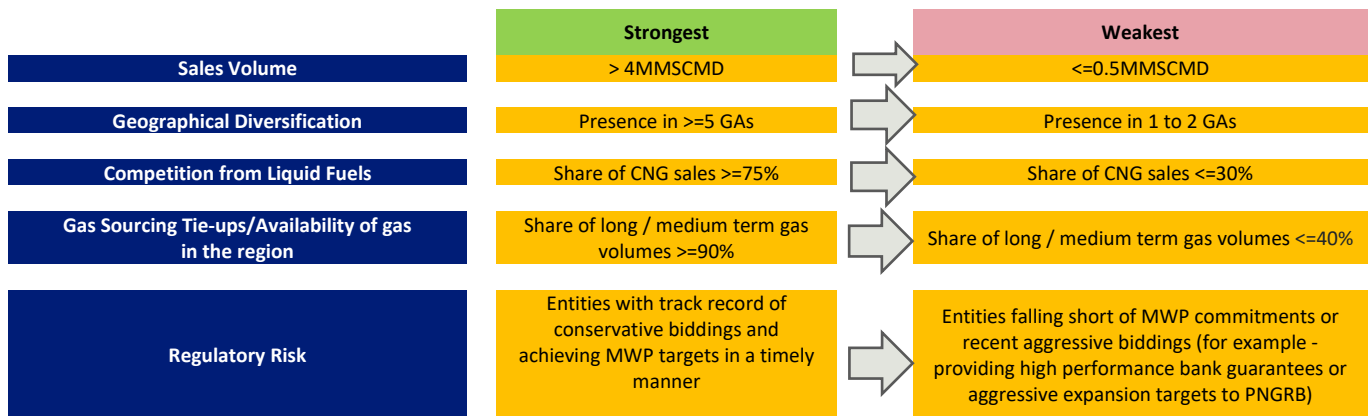 Strongest
Weakest
Sales Volume
> 4MMSCMD
<=0.5MMSCMD
Geographical Diversification
Presence in >=5 GAs
Presence in 1 to 2 GAs
Competition from Liquid Fuels
Share of CNG sales >=75%
Share of CNG sales <=30%
Gas Sourcing Tie-ups/Availability of gas
in the region
Share of long / medium term gas
volumes >=90%
Share of long / medium term gas volumes <=40%
Regulatory Risk
Entities with track record of
conservative biddings and
achieving MWP targets in a timely
manner
Entities falling short of MWP commitments or
recent aggressive biddings (for example -
providing high performance bank guarantees or
aggressive expansion targets to PNGRB)